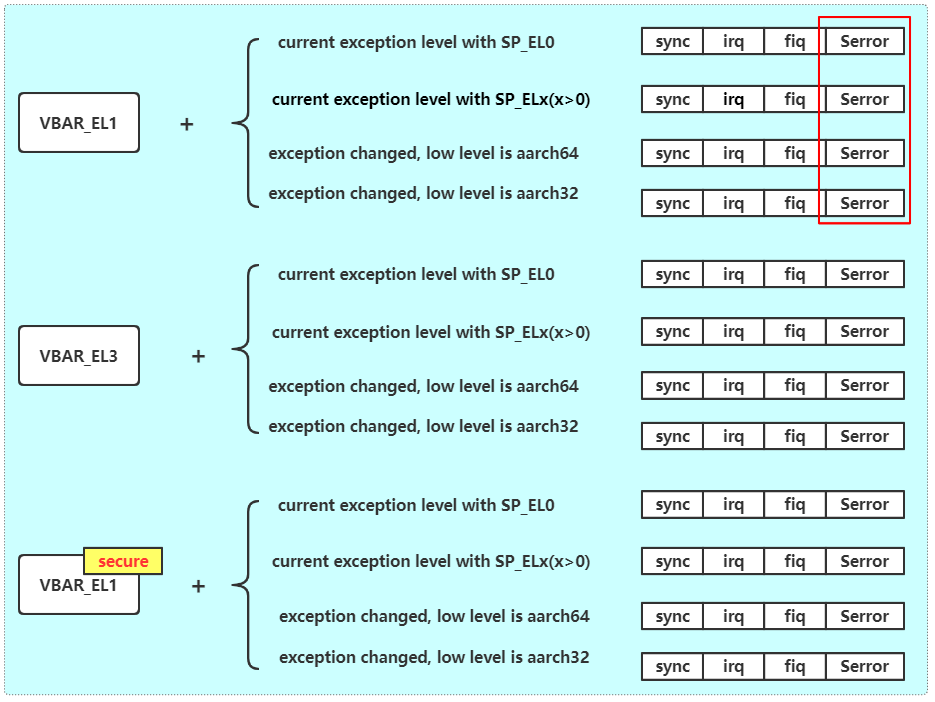 current exception level with SP_EL0 sync irq fiq Serror
current exception level with SP_ELx(x>0) sync irq fiq Serror
VBAR_EL1 +
exception changed, low level is aarch64 sync irq fiq Serror
exception changed, low level is aarch32 sync irq fiq Serror
current exception level with SP_EL0 sync irq fiq Serror
current exception level with SP_ELx(x>0) sync irq fiq Serror
VBAR_EL3 +
exception changed, low level is aarch64 sync irq fiq Serror
exception changed, low level is aarch32 sync irq fiq Serror
current exception level with SP_EL0 sync irq fiq Serror
secure current exception level with SP_ELx(x>0) sync irq fiq Serror
VBAR_EL1 +
exception changed, low level is aarch64 sync irq fiq Serror
exception changed, low level is aarch32 sync irq fiq Serror